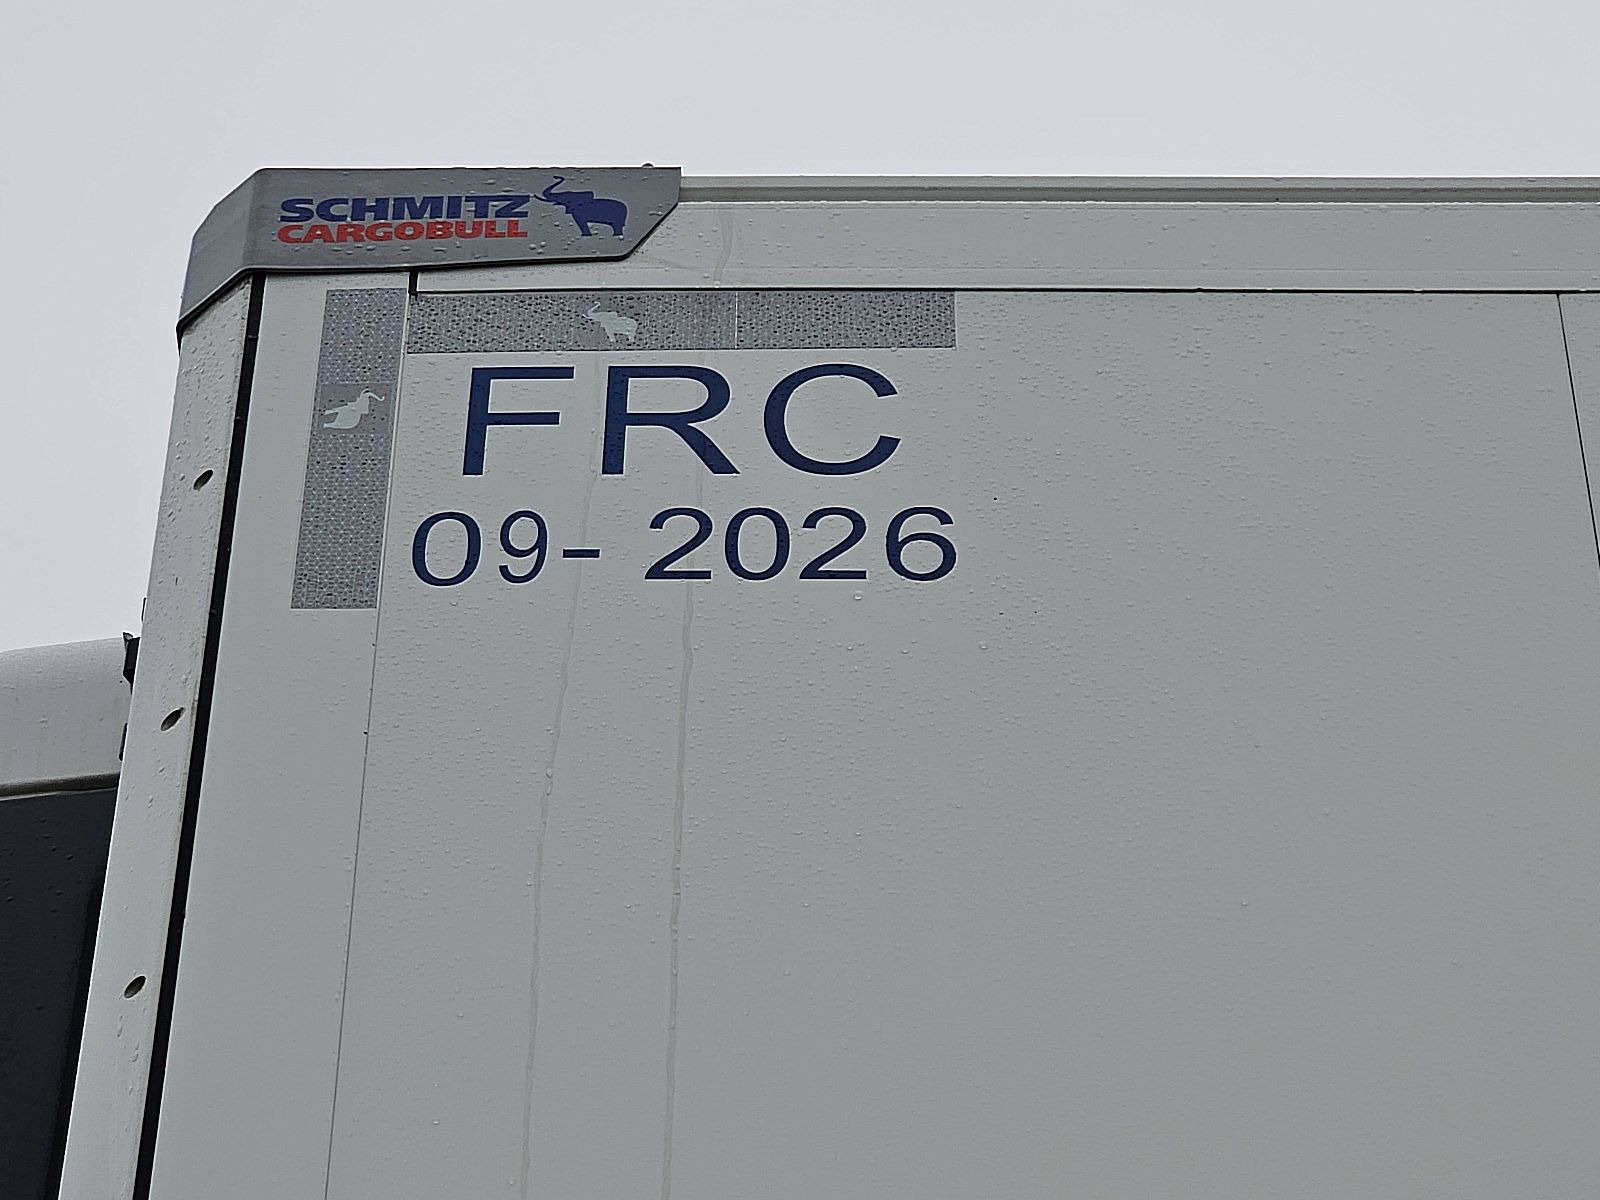 SCHMITZ
CARGOBULL
FRC
09- 2026